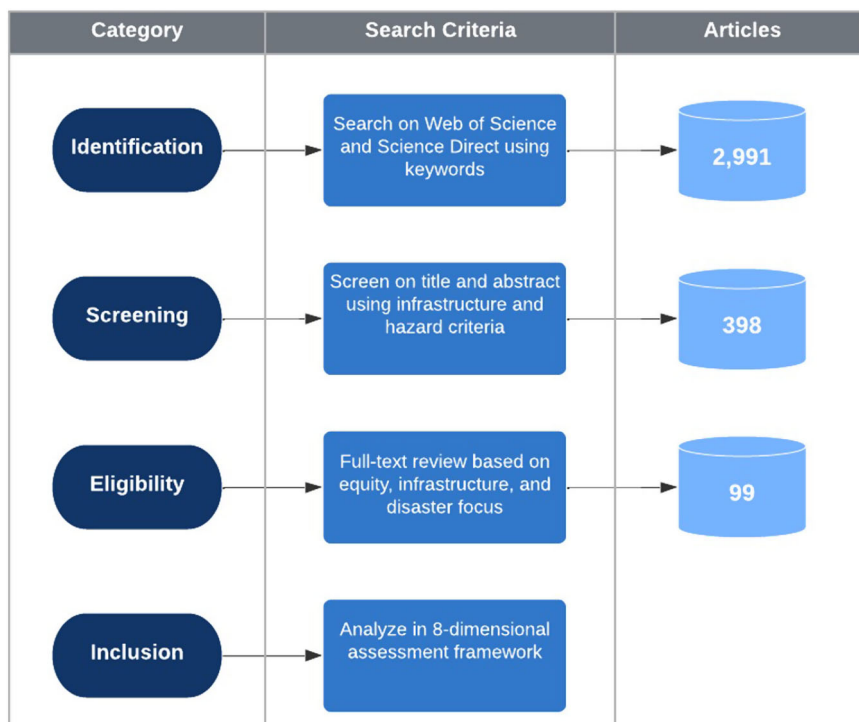 Category
Search Criteria
Articles
Identification
Search on Web of Science
and Science Direct using
keywords
2,991
Screening
Screen on title and abstract
using infrastructure and
hazard criteria
398
Eligibility
Full-text review based on
equity, infrastructure, and
disaster focus
99
Inclusion
Analyze in 8-dimensional
assessment framework